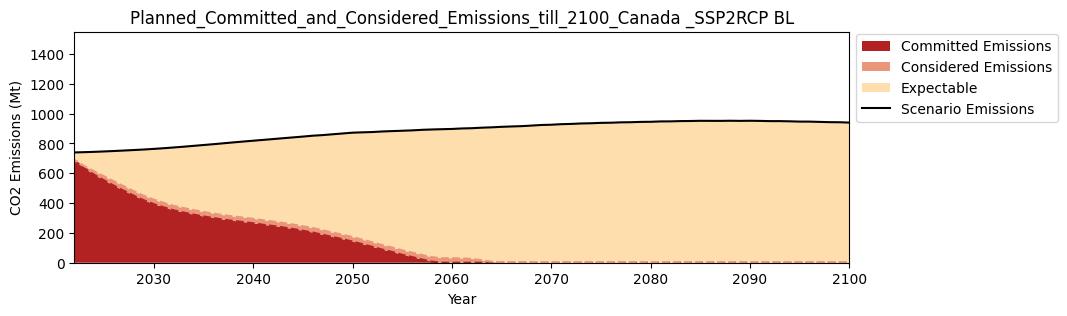 Planned_Committed_and_Considered_Emissions_till_2100_Canada _SSP2RCP BL
CO2 Emissions (Mt)
1400
1200
1000
800
600
400
200
0
2030 2040 2050 2060 2070 2080 2090 2100
Year
Committed Emissions
Considered Emissions
Expectable
Scenario Emissions